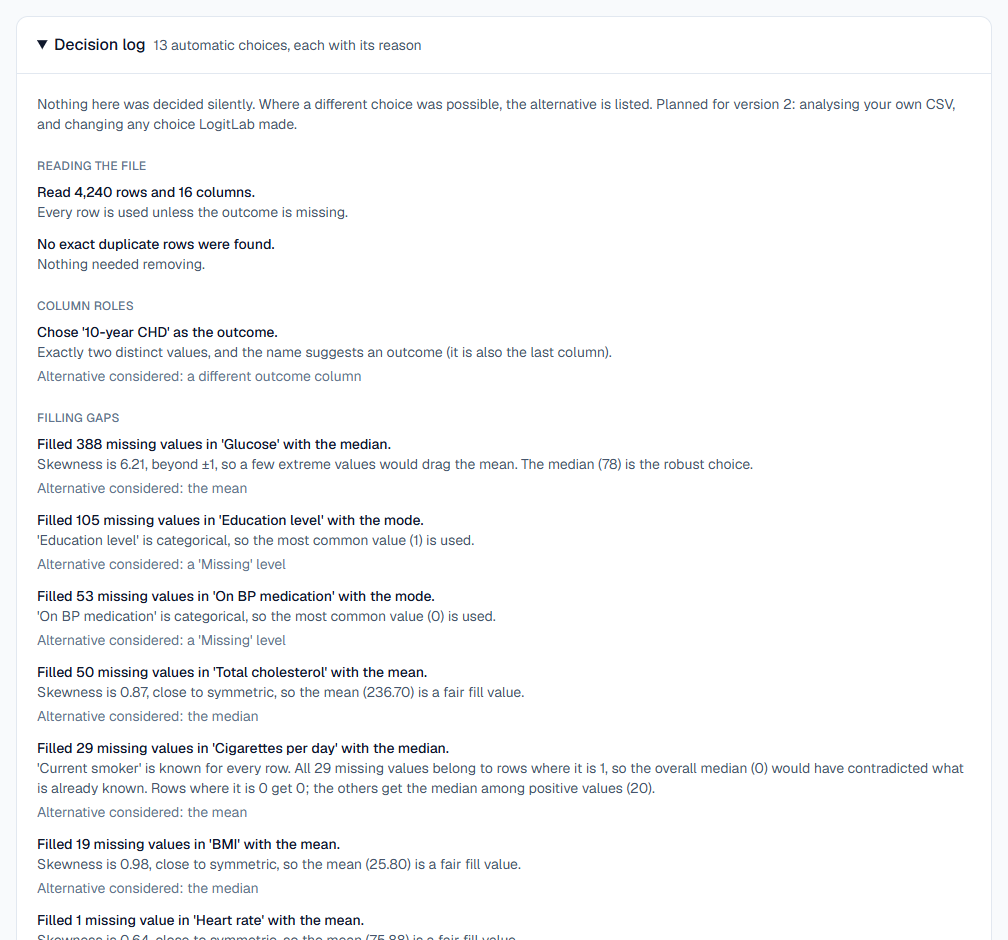 ▼ Decision log 13 automatic choices, each with its reason
Nothing here was decided silently. Where a different choice was possible, the alternative is listed. Planned for version 2: analysing your own CSV,
and changing any choice LogitLab made.
READING THE FILE
Read 4,240 rows and 16 columns.
Every row is used unless the outcome is missing.
No exact duplicate rows were found.
Nothing needed removing.
COLUMN ROLES
Chose '10-year CHD' as the outcome.
Exactly two distinct values, and the name suggests an outcome (it is also the last column).
Alternative considered: a different outcome column
FILLING GAPS
Filled 388 missing values in 'Glucose' with the median.
Skewness is 6.21, beyond ±1, so a few extreme values would drag the mean. The median (78) is the robust choice.
Alternative considered: the mean
Filled 105 missing values in 'Education level' with the mode.
'Education level' is categorical, so the most common value (1) is used.
Alternative considered: a 'Missing' level
Filled 53 missing values in 'On BP medication' with the mode.
'On BP medication' is categorical, so the most common value (0) is used.
Alternative considered: a 'Missing' level
Filled 50 missing values in 'Total cholesterol' with the mean.
Skewness is 0.87, close to symmetric, so the mean (236.70) is a fair fill value.
Alternative considered: the median
Filled 29 missing values in 'Cigarettes per day' with the median.
'Current smoker' is known for every row. All 29 missing values belong to rows where it is 1, so the overall median (0) would have contradicted what
is already known. Rows where it is 0 get 0; the others get the median among positive values (20).
Alternative considered: the mean
Filled 19 missing values in 'BMI' with the mean.
Skewness is 0.98, close to symmetric, so the mean (25.80) is a fair fill value.
Alternative considered: the median
Filled 1 missing value in 'Heart rate' with the mean.
Skewness is 0.64, close to symmetric, so the mean (75.88) is a fair fill value.